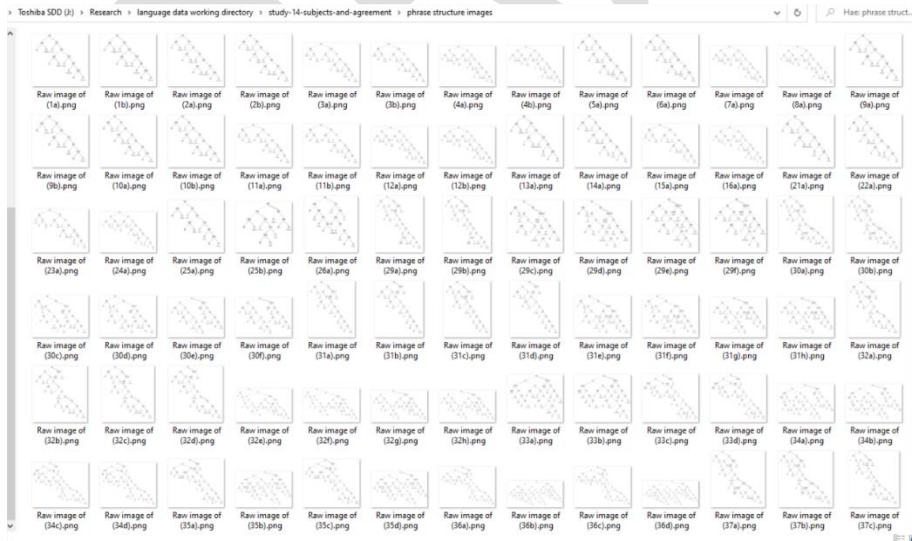 › Toshiba SDD (J:) › Research › language data working directory › study-14-subjects-and-agreement › phrase structure images
Hae: phrase struct...
Raw image of (1a).png Raw image of (1b).png Raw image of (2a).png Raw image of (2b).png Raw image of (3a).png Raw image of (3b).png Raw image of (4a).png Raw image of (4b).png Raw image of (5a).png Raw image of (6a).png Raw image of (7a).png Raw image of (8a).png Raw image of (9a).png
Raw image of (9b).png Raw image of (10a).png Raw image of (10b).png Raw image of (11a).png Raw image of (11b).png Raw image of (12a).png Raw image of (12b).png Raw image of (13a).png Raw image of (14a).png Raw image of (15a).png Raw image of (16a).png Raw image of (21a).png Raw image of (22a).png
Raw image of (23a).png Raw image of (24a).png Raw image of (25a).png Raw image of (25b).png Raw image of (26a).png Raw image of (29a).png Raw image of (29b).png Raw image of (29c).png Raw image of (29d).png Raw image of (29e).png Raw image of (29f).png Raw image of (30a).png Raw image of (30b).png
Raw image of (30c).png Raw image of (30d).png Raw image of (30e).png Raw image of (30f).png Raw image of (31a).png Raw image of (31b).png Raw image of (31c).png Raw image of (31d).png Raw image of (31e).png Raw image of (31f).png Raw image of (31g).png Raw image of (31h).png Raw image of (32a).png
Raw image of (32b).png Raw image of (32c).png Raw image of (32d).png Raw image of (32e).png Raw image of (32f).png Raw image of (32g).png Raw image of (32h).png Raw image of (33a).png Raw image of (33b).png Raw image of (33c).png Raw image of (33d).png Raw image of (34a).png Raw image of (34b).png
Raw image of (34c).png Raw image of (34d).png Raw image of (35a).png Raw image of (35b).png Raw image of (35c).png Raw image of (35d).png Raw image of (36a).png Raw image of (36b).png Raw image of (36c).png Raw image of (36d).png Raw image of (37a).png Raw image of (37b).png Raw image of (37c).png